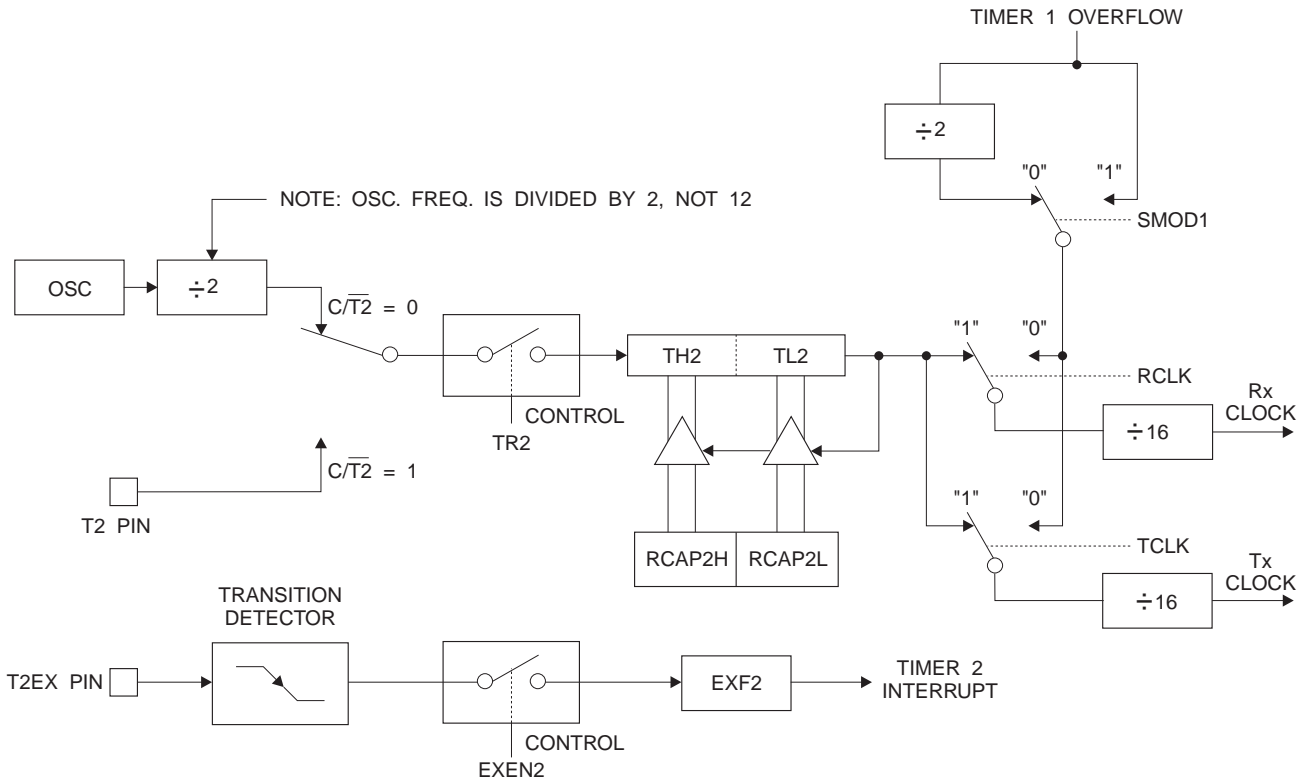 TIMER 1 OVERFLOW
÷2
"0" "1"
NOTE: OSC. FREQ. IS DIVIDED BY 2, NOT 12
SMOD1
OSC
÷2
C/T2̅ = 0
"1" "0"
TH2 TL2
RCLK
Rx
CLOCK
CONTROL
TR2
÷16
C/T2̅ = 1
"1" "0"
T2 PIN
TCLK
RCAP2H RCAP2L
Tx
CLOCK
÷16
TRANSITION
DETECTOR
T2EX PIN
EXF2
TIMER 2
INTERRUPT
CONTROL
EXEN2